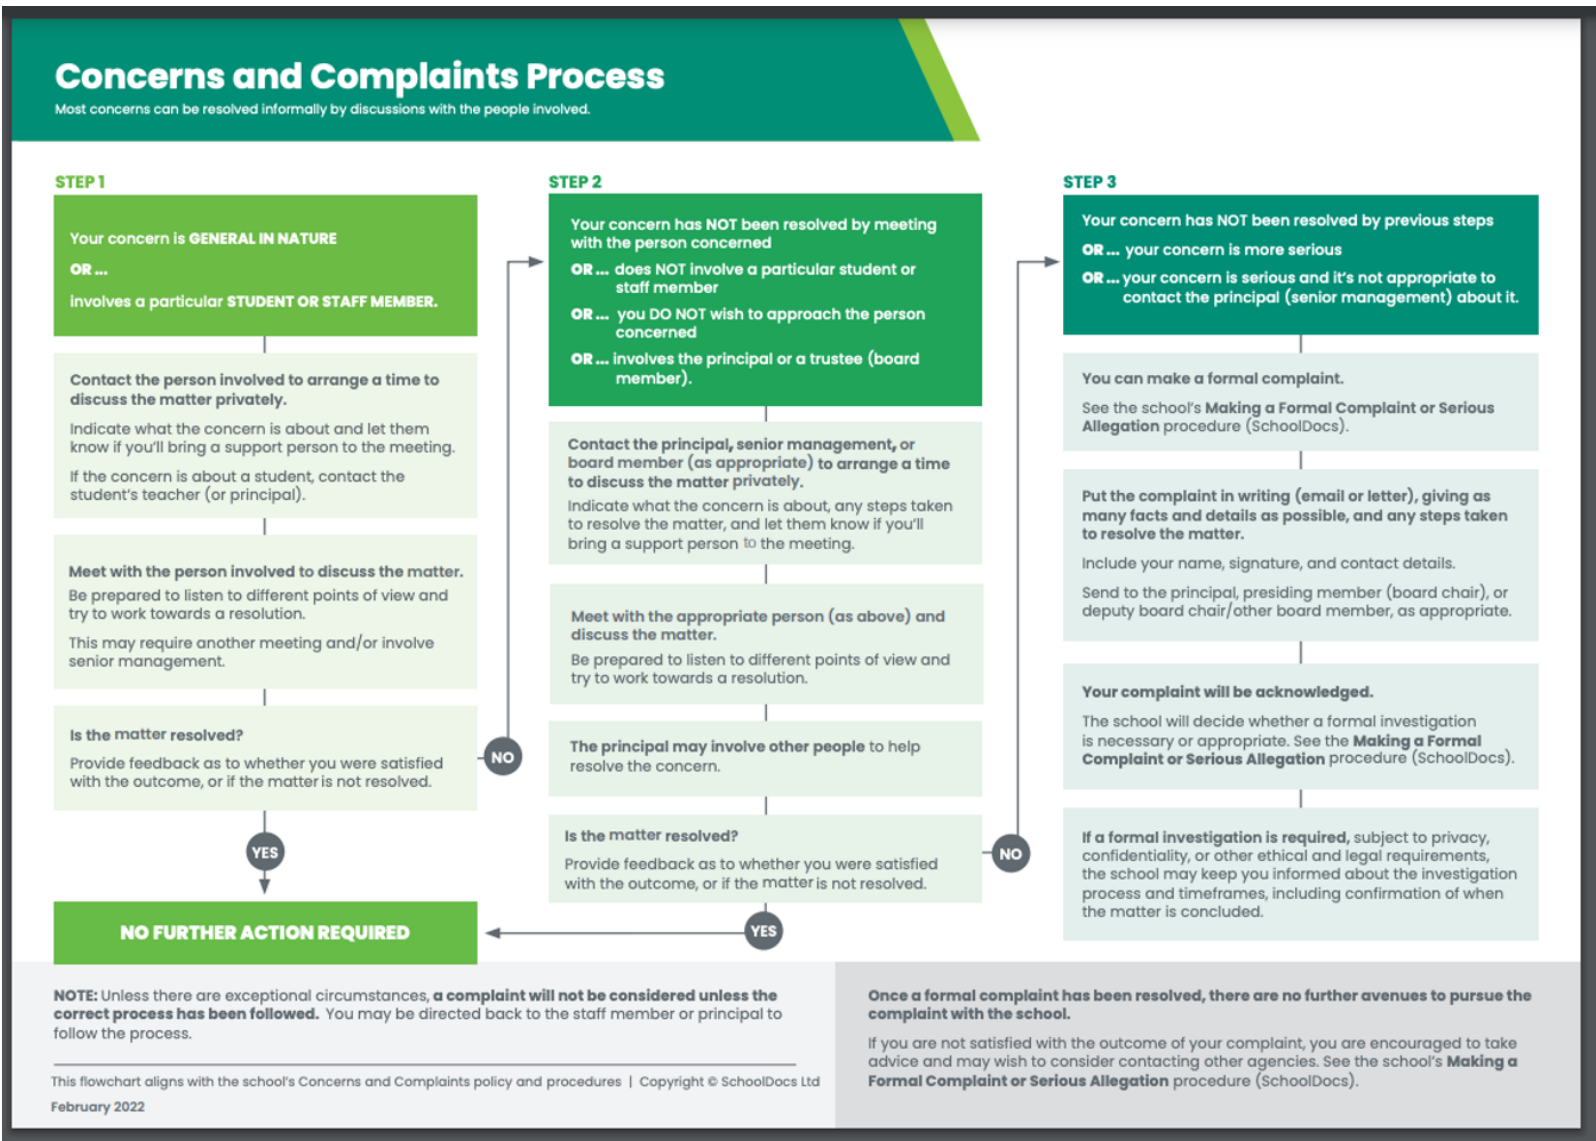 Concerns and Complaints Process
Most concerns can be resolved informally by discussions with the people involved.
STEP 1
Your concern is GENERAL IN NATURE
OR ...
involves a particular STUDENT OR STAFF MEMBER.
Contact the person involved to arrange a time to
discuss the matter privately.
Indicate what the concern is about and let them
know if you'll bring a support person to the meeting.
If the concern is about a student, contact the
student's teacher (or principal).
Meet with the person involved to discuss the matter.
Be prepared to listen to different points of view and
try to work towards a resolution.
This may require another meeting and/or involve
senior management.
Is the matter resolved?
Provide feedback as to whether you were satisfied
with the outcome, or if the matter is not resolved.
NO
YES
NO FURTHER ACTION REQUIRED
STEP 2
Your concern has NOT been resolved by meeting
with the person concerned
OR ... does NOT involve a particular student or
staff member
OR ... you DO NOT wish to approach the person
concerned
OR ... involves the principal or a trustee (board
member).
Contact the principal, senior management, or
board member (as appropriate) to arrange a time
to discuss the matter privately.
Indicate what the concern is about, any steps taken
to resolve the matter, and let them know if you'll
bring a support person to the meeting.
Meet with the appropriate person (as above) and
discuss the matter.
Be prepared to listen to different points of view and
try to work towards a resolution.
The principal may involve other people to help
resolve the concern.
Is the matter resolved?
Provide feedback as to whether you were satisfied
with the outcome, or if the matter is not resolved.
NO
YES
STEP 3
Your concern has NOT been resolved by previous steps
OR ... your concern is more serious
OR ... your concern is serious and it's not appropriate to
contact the principal (senior management) about it.
You can make a formal complaint.
See the school's Making a Formal Complaint or Serious
Allegation procedure (SchoolDocs).
Put the complaint in writing (email or letter), giving as
many facts and details as possible, and any steps taken
to resolve the matter.
Include your name, signature, and contact details.
Send to the principal, presiding member (board chair), or
deputy board chair/other board member, as appropriate.
Your complaint will be acknowledged.
The school will decide whether a formal investigation
is necessary or appropriate. See the Making a Formal
Complaint or Serious Allegation procedure (SchoolDocs).
If a formal investigation is required, subject to privacy,
confidentiality, or other ethical and legal requirements,
the school may keep you informed about the investigation
process and timeframes, including confirmation of when
the matter is concluded.
NOTE: Unless there are exceptional circumstances, a complaint will not be considered unless the
correct process has been followed. You may be directed back to the staff member or principal to
follow the process.
This flowchart aligns with the school's Concerns and Complaints policy and procedures | Copyright © SchoolDocs Ltd
February 2022
Once a formal complaint has been resolved, there are no further avenues to pursue the
complaint with the school.
If you are not satisfied with the outcome of your complaint, you are encouraged to take
advice and may wish to consider contacting other agencies. See the school's Making a
Formal Complaint or Serious Allegation procedure (SchoolDocs).